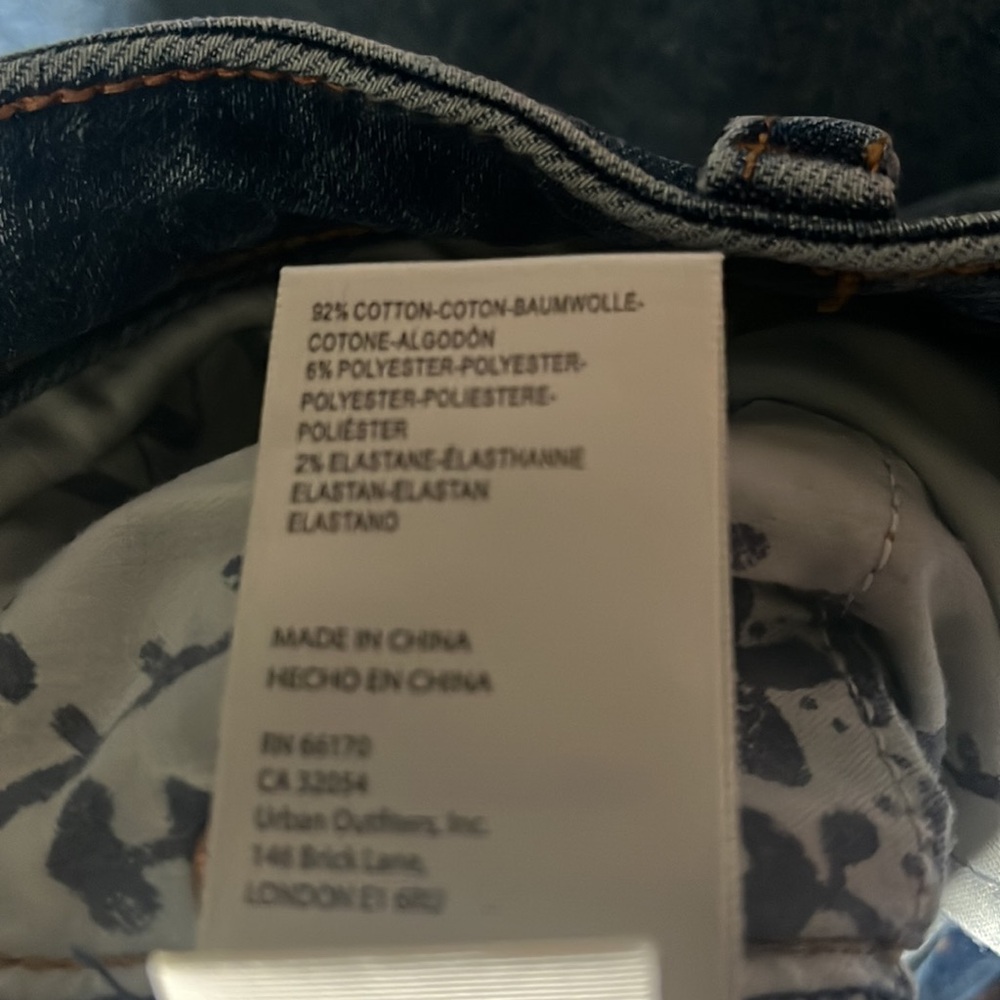 92% COTTON-COTON-BAUMWOLLE-
COTONE-ALGODÓN
6% POLYESTER-POLYESTER-
POLYESTER-POLIESTERE-
POLIÉSTER
2% ELASTANE-ÉLASTHANNE
ELASTAN-ELASTAN
ELASTANO
MADE IN CHINA
HECHO EN CHINA
RN 66170
CA 32054
Urban Outfitters, Inc.
146 Brick Lane,
LONDON E1 6RU